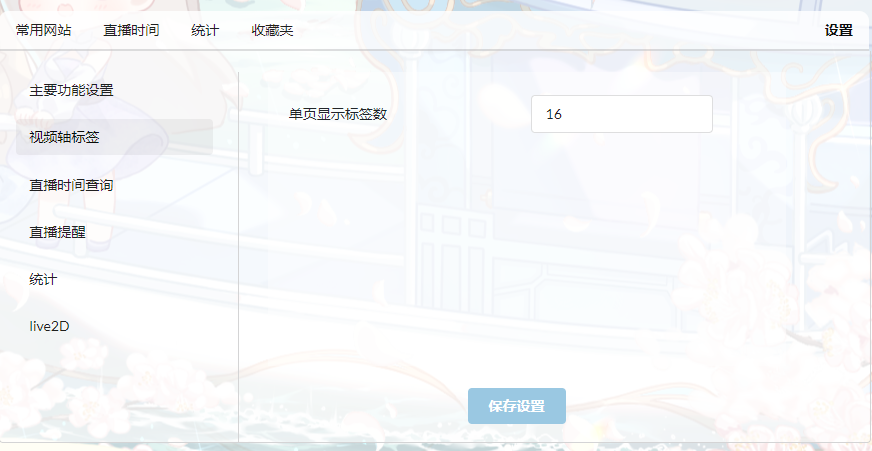 常用网站 直播时间 统计 收藏夹 设置
主要功能设置
单页显示标签数 16
视频轴标签
直播时间查询
直播提醒
统计
live2D
保存设置